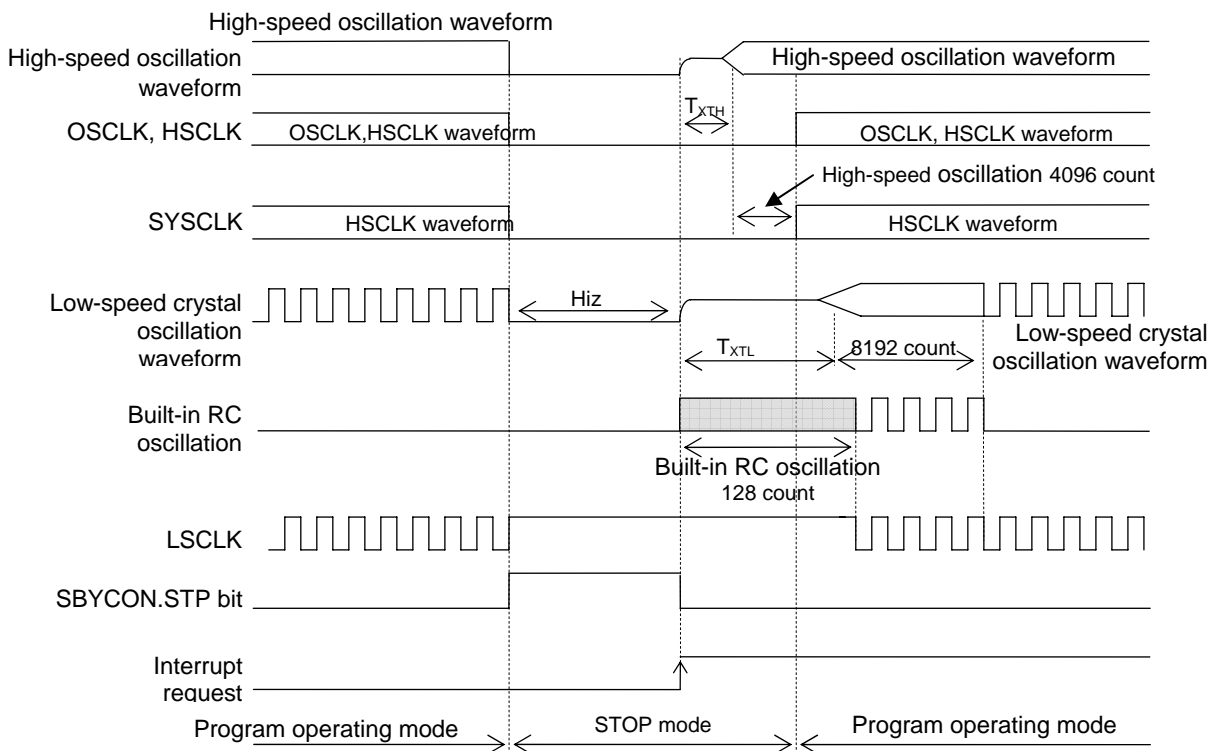 High-speed oscillation waveform
High-speed oscillation
waveform
High-speed oscillation waveform
TXTH
OSCLK, HSCLK
OSCLK,HSCLK waveform
OSCLK, HSCLK waveform
High-speed oscillation 4096 count
SYSCLK
HSCLK waveform
HSCLK waveform
Low-speed crystal
oscillation
waveform
Hiz
TXTL
8192 count
Low-speed crystal
oscillation waveform
Built-in RC
oscillation
Built-in RC oscillation
128 count
LSCLK
SBYCON.STP bit
Interrupt
request
Program operating mode
STOP mode
Program operating mode